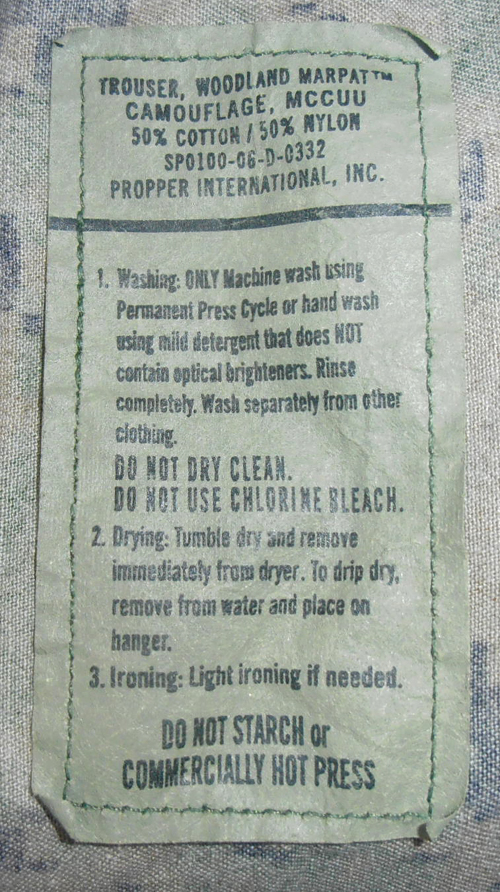 TROUSER, WOODLAND MARPAT™
CAMOUFLAGE, MCCUU
50% COTTON / 50% NYLON
SP0100-06-D-0332
PROPPER INTERNATIONAL, INC.
1. Washing: ONLY Machine wash using
Permanent Press Cycle or hand wash
using mild detergent that does NOT
contain optical brighteners. Rinse
completely. Wash separately from other
clothing.
DO NOT DRY CLEAN.
DO NOT USE CHLORINE BLEACH.
2. Drying: Tumble dry and remove
immediately from dryer. To drip dry,
remove from water and place on
hanger.
3. Ironing: Light ironing if needed.
DO NOT STARCH or
COMMERCIALLY HOT PRESS